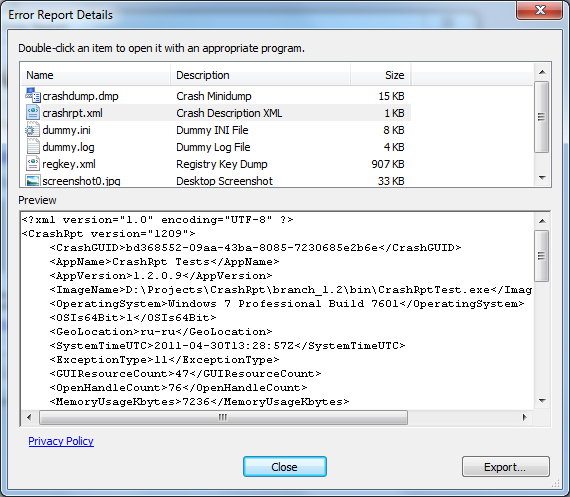 Error Report Details
Double-click an item to open it with an appropriate program.
Name Description Size
crashdump.dmp Crash Minidump 15 KB
crashrpt.xml Crash Description XML 1 KB
dummy.ini Dummy INI File 8 KB
dummy.log Dummy Log File 4 KB
regkey.xml Registry Key Dump 907 KB
screenshot0.jpg Desktop Screenshot 33 KB
Preview
<?xml version="1.0" encoding="UTF-8" ?>
<CrashRpt version="1209">
<CrashGUID>bd368552-09aa-43ba-8085-7230685e2b6e</CrashGUID>
<AppName>CrashRpt Tests</AppName>
<AppVersion>1.2.0.9</AppVersion>
<ImageName>D:\Projects\CrashRpt\branch_1.2\bin\CrashRptTest.exe</Imag
<OperatingSystem>Windows 7 Professional Build 7601</OperatingSystem>
<OSIs64Bit>1</OSIs64Bit>
<GeoLocation>ru-ru</GeoLocation>
<SystemTimeUTC>2011-04-30T13:28:57Z</SystemTimeUTC>
<ExceptionType>11</ExceptionType>
<GUIResourceCount>47</GUIResourceCount>
<OpenHandleCount>76</OpenHandleCount>
<MemoryUsageKbytes>7236</MemoryUsageKbytes>
Privacy Policy
Close
Export...